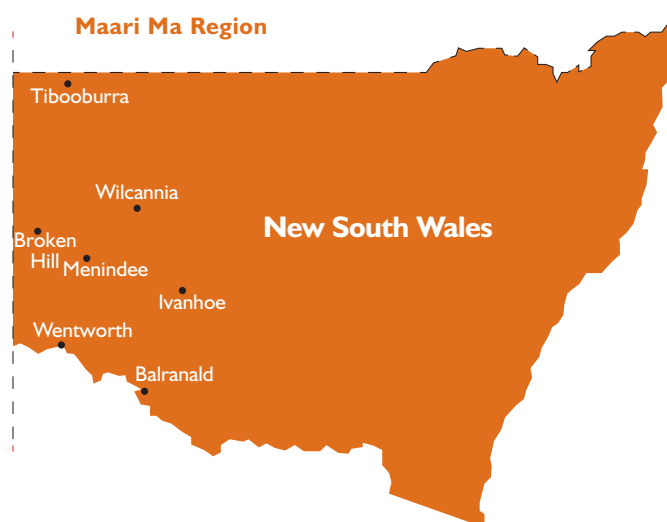 Maari Ma Region
Tibooburra
Wilcannia
New South Wales
Broken
Hill
Menindee
Ivanhoe
Wentworth
Balranald